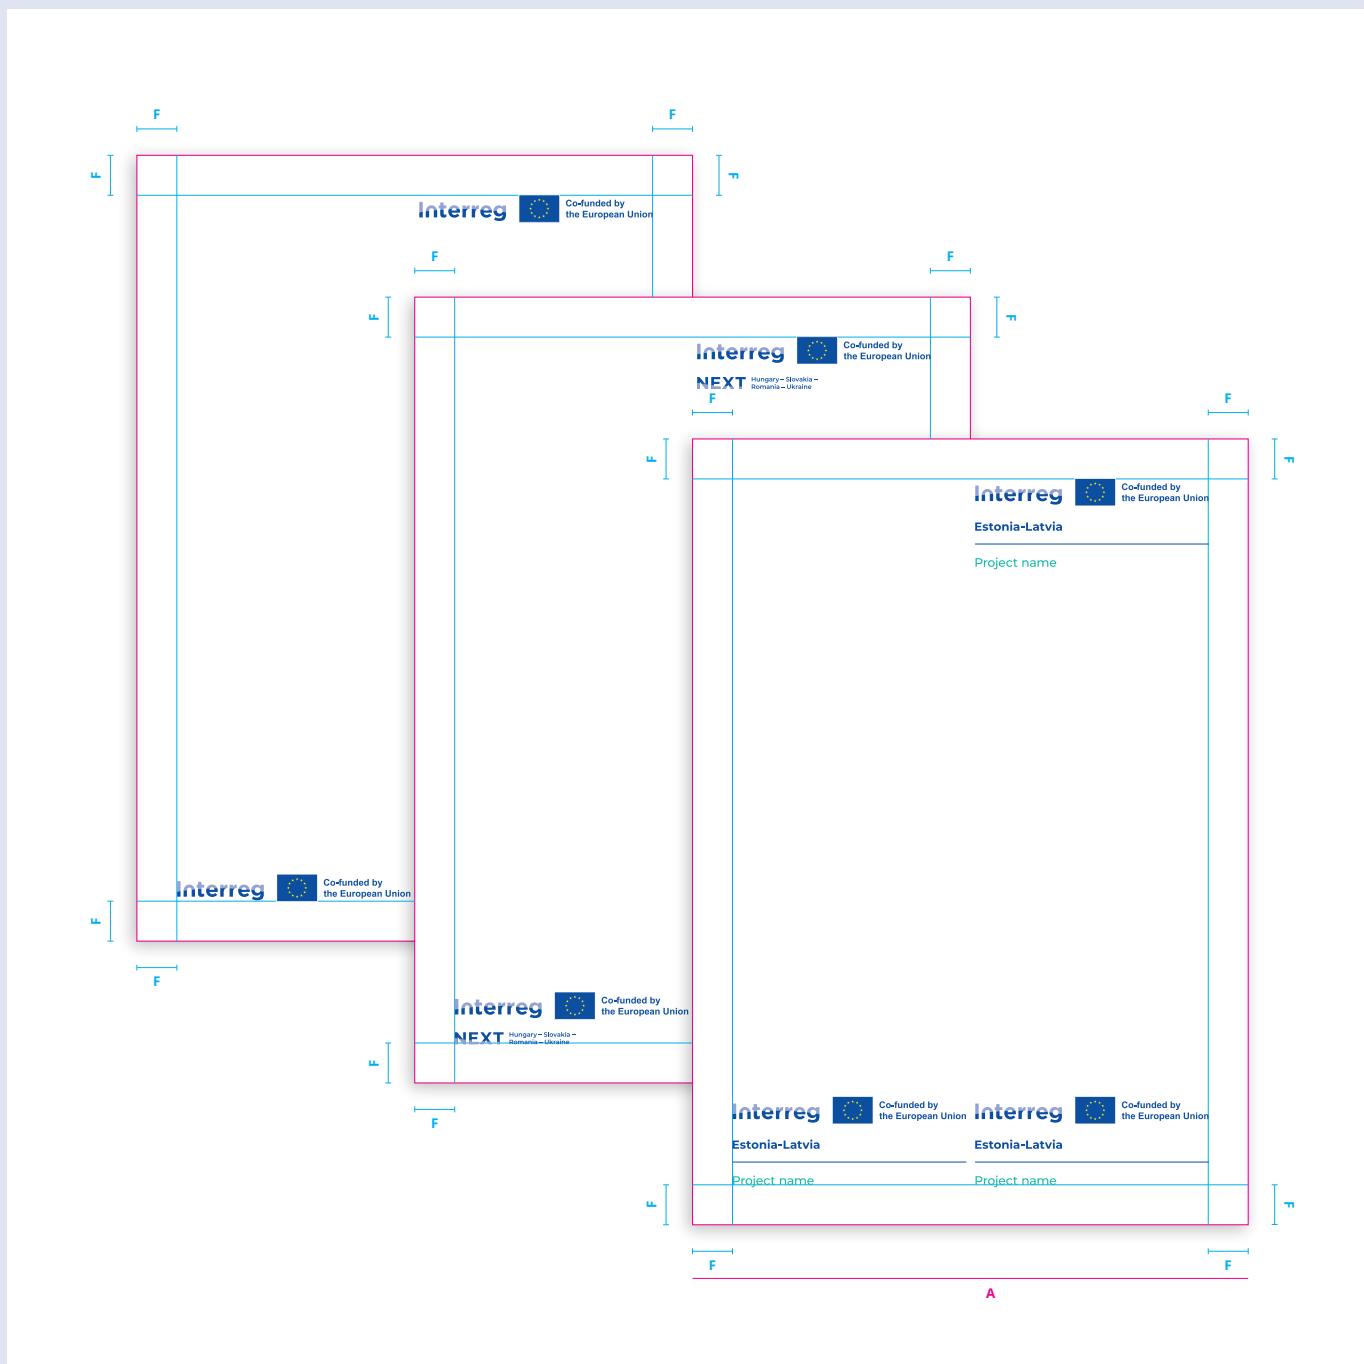 F
F
F
F
Interreg
Co-funded by
the European Union
F
F
F
F
Interreg
Co-funded by
the European Union
NEXT
Hungary – Slovakia –
Romania – Ukraine
F
F
F
F
Interreg
Co-funded by
the European Union
Estonia-Latvia
Project name
Interreg
Co-funded by
the European Union
F
F
Interreg
Co-funded by
the European Union
NEXT
Hungary – Slovakia –
Romania – Ukraine
F
F
Interreg
Co-funded by
the European Union
Estonia-Latvia
Project name
Interreg
Co-funded by
the European Union
Estonia-Latvia
Project name
F
F
F
F
A